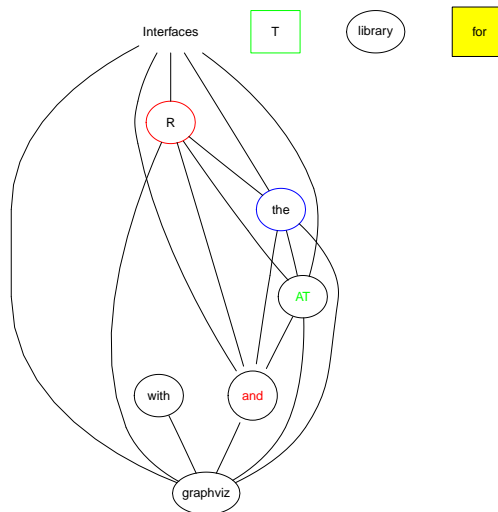 Interfaces
T
library
for
R
the
AT
with
and
graphviz